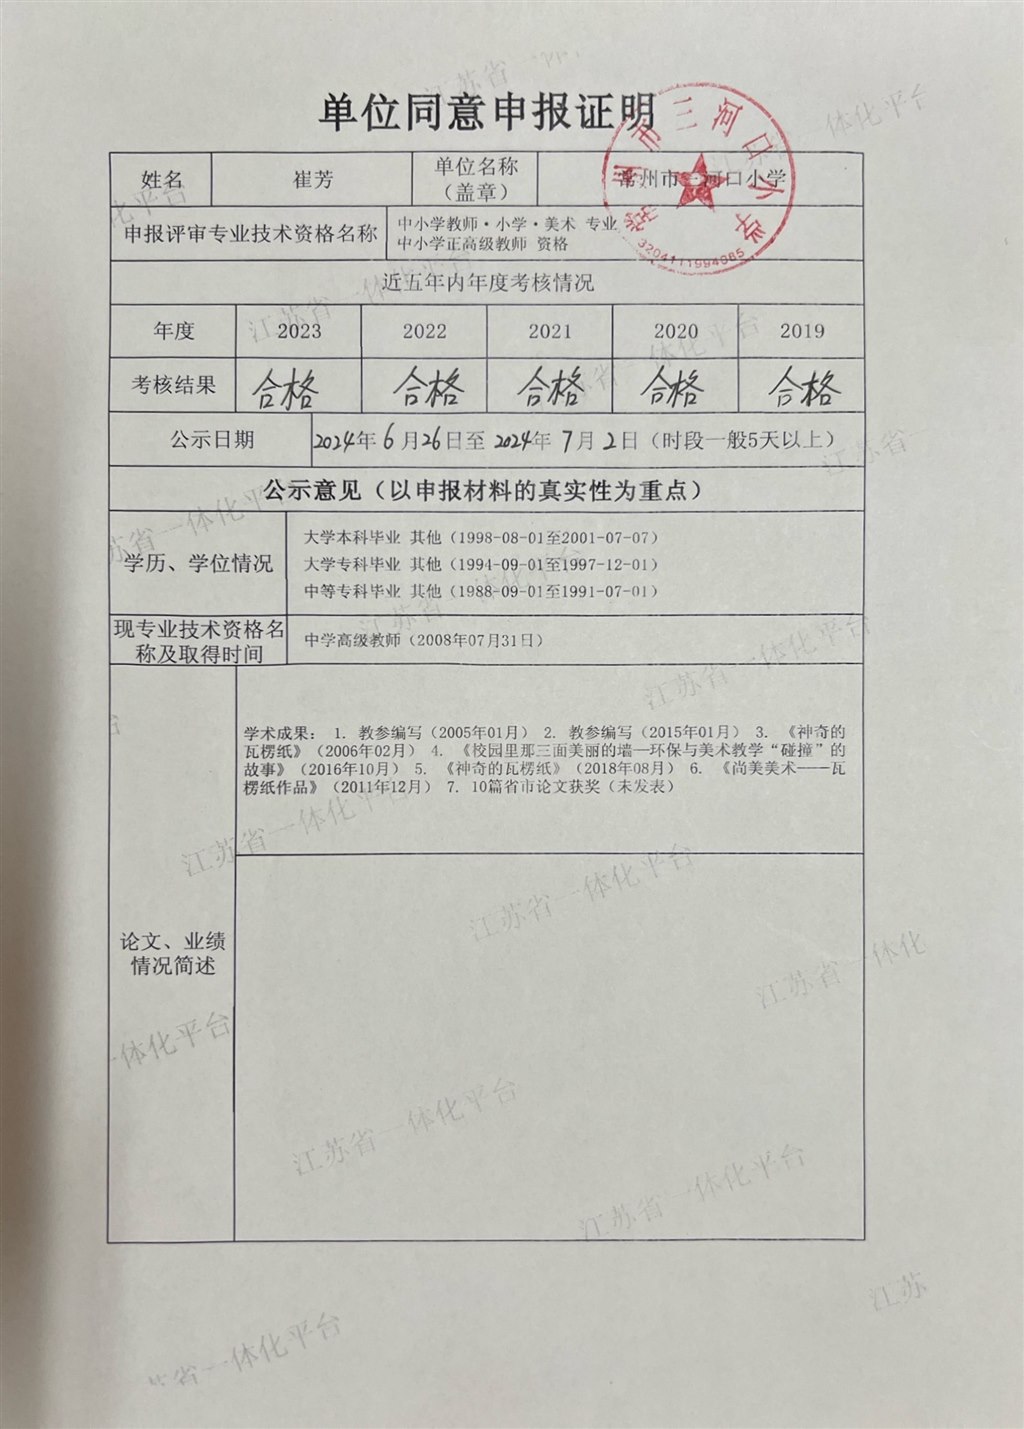 单位同意申报证明
姓名 崔芳 单位名称（盖章） 常州市三河口小学
申报评审专业技术资格名称 中小学教师·小学·美术 专业
中小学正高级教师 资格
近五年内年度考核情况
年度 2023 2022 2021 2020 2019
考核结果 合格 合格 合格 合格 合格
公示日期 2024年6月26日至2024年7月2日（时段一般5天以上）
公示意见（以申报材料的真实性为重点）
学历、学位情况
大学本科毕业 其他（1998-08-01至2001-07-07）
大学专科毕业 其他（1994-09-01至1997-12-01）
中等专科毕业 其他（1988-09-01至1991-07-01）
现专业技术资格名
称及取得时间
中学高级教师（2008年07月31日）
论文、业绩
情况简述
学术成果： 1. 教参编写（2005年01月） 2. 教参编写（2015年01月） 3. 《神奇的
瓦楞纸》（2006年02月） 4. 《校园里那三面美丽的墙—环保与美术教学“碰撞”的
故事》（2016年10月） 5. 《神奇的瓦楞纸》（2018年08月） 6. 《尚美美术----瓦
楞纸作品》（2011年12月） 7. 10篇省市论文获奖（未发表）
常州市三河口小学
3204111994085
江苏省一体化平台